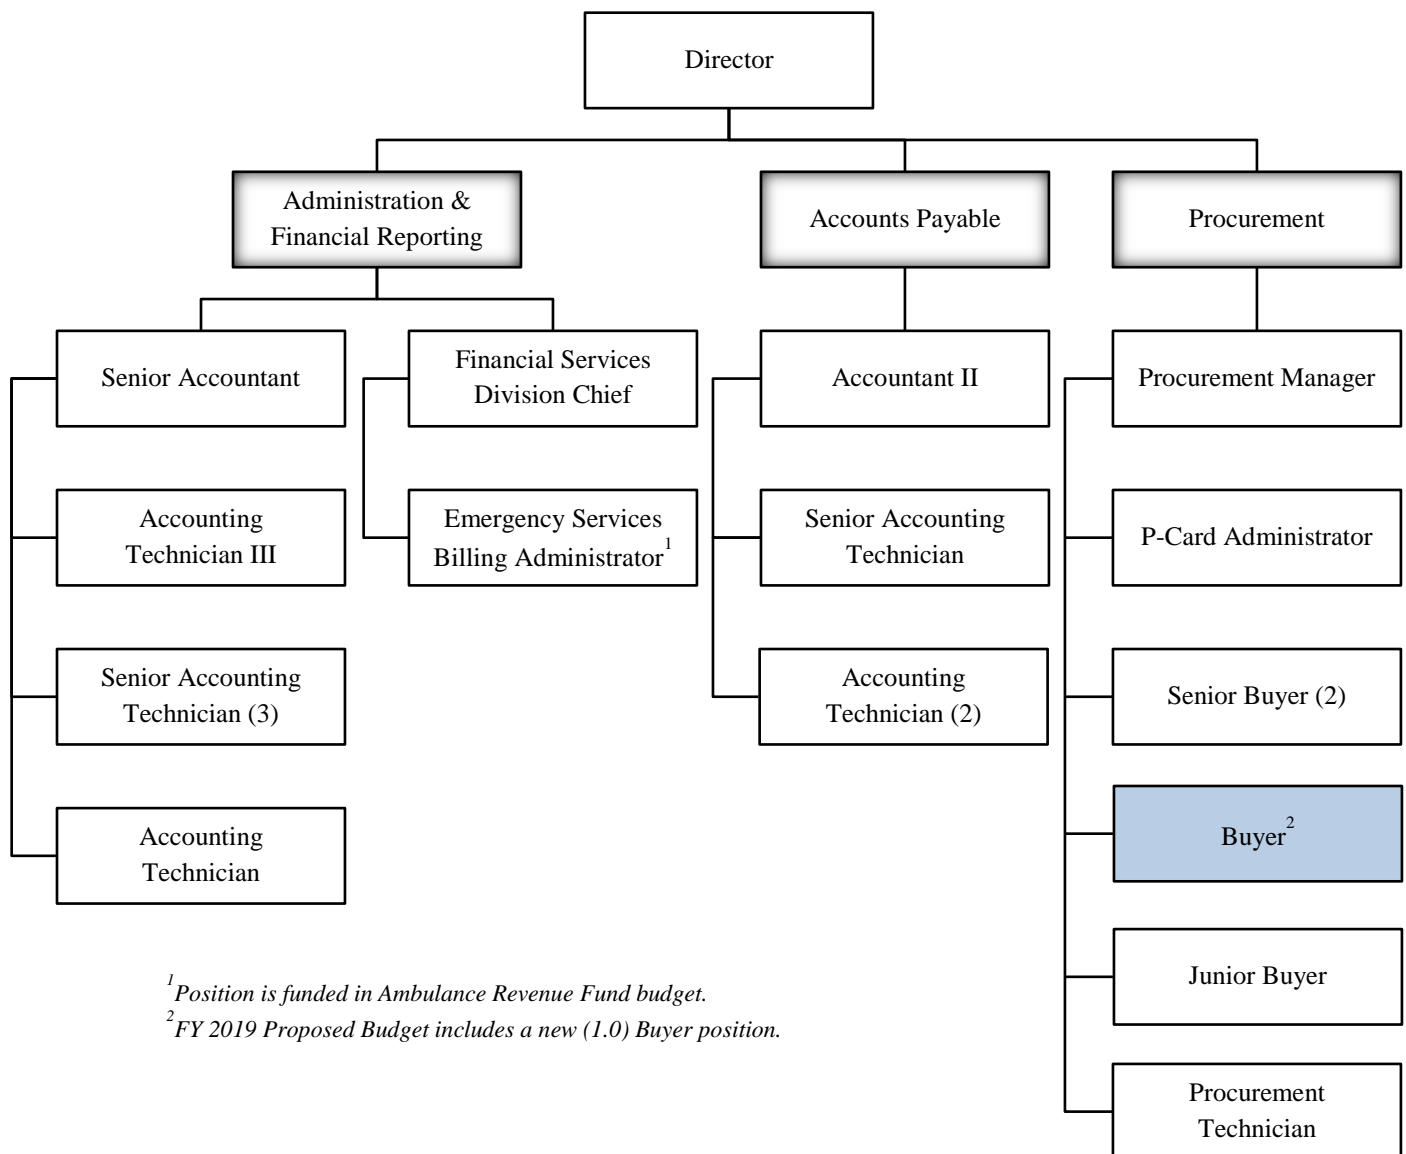 Director
Administration &
Financial Reporting
Accounts Payable
Procurement
Senior Accountant
Financial Services
Division Chief
Accountant II
Procurement Manager
Accounting
Technician III
Emergency Services
Billing Administrator1
Senior Accounting
Technician
P-Card Administrator
Senior Accounting
Technician (3)
Accounting
Technician (2)
Senior Buyer (2)
Accounting
Technician
Buyer2
Junior Buyer
Procurement
Technician
1Position is funded in Ambulance Revenue Fund budget.
2FY 2019 Proposed Budget includes a new (1.0) Buyer position.